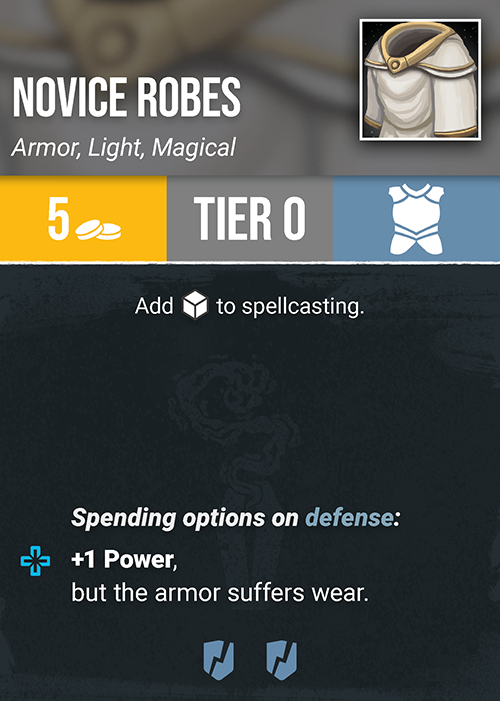 NOVICE ROBES
Armor, Light, Magical
5
TIER 0
Add to spellcasting.
Spending options on defense:
+1 Power,
but the armor suffers wear.